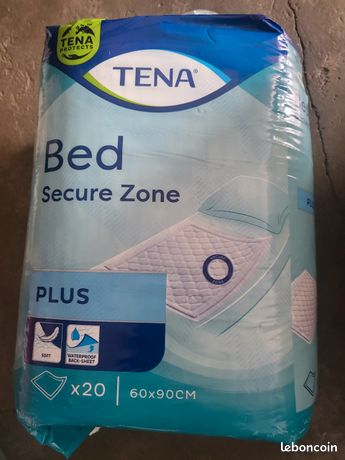 TENA
PROTECTS
TENA®
Bed
Secure Zone
PLUS
SOFT
WATERPROOF
BACK-SHEET
x20
60x90CM
leboncoin